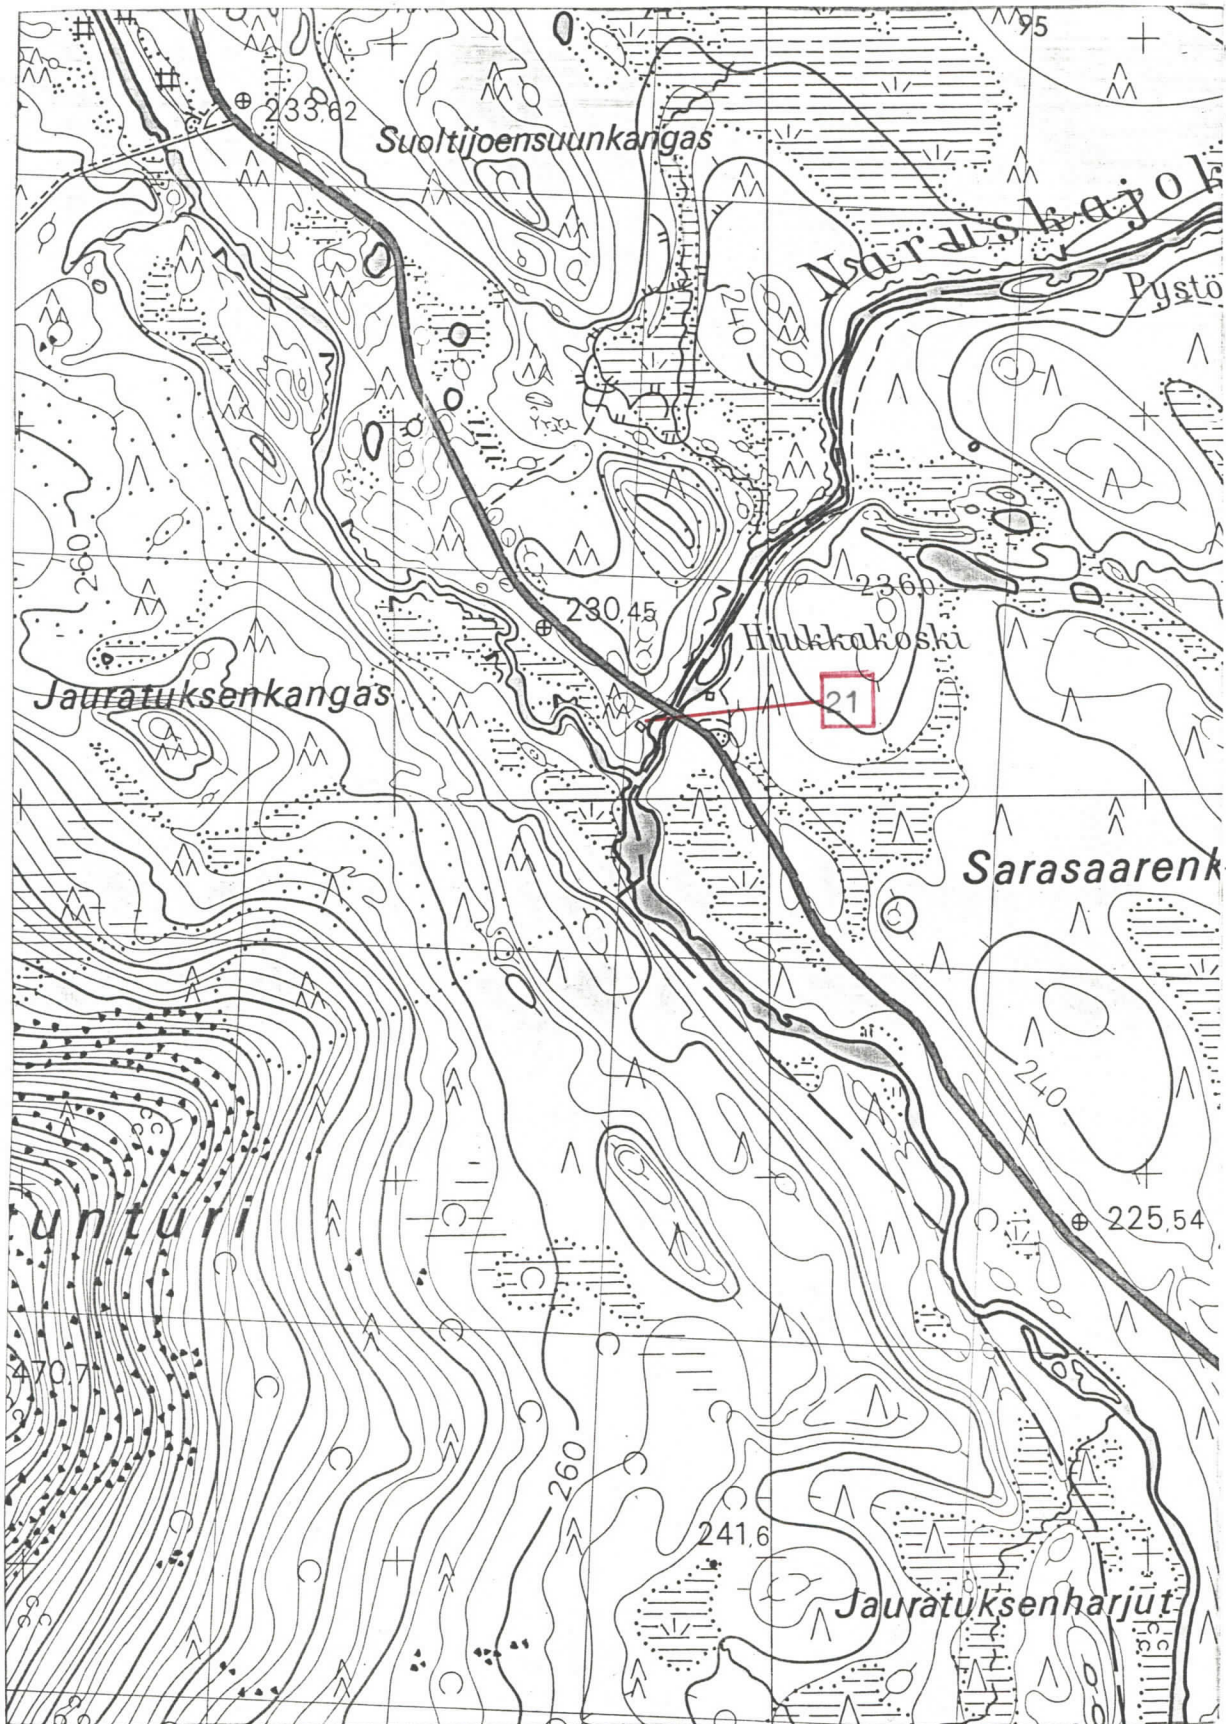 95
233,62
Suoltijoensuunkangas
Naruskajok
Pystö
240
260
236,0
230,45
Hiukkakoski
Jauratuksenkangas
21
Sarasaarenk
240
unturi
225,54
470,7
260
241,6
Jauratuksenharjut